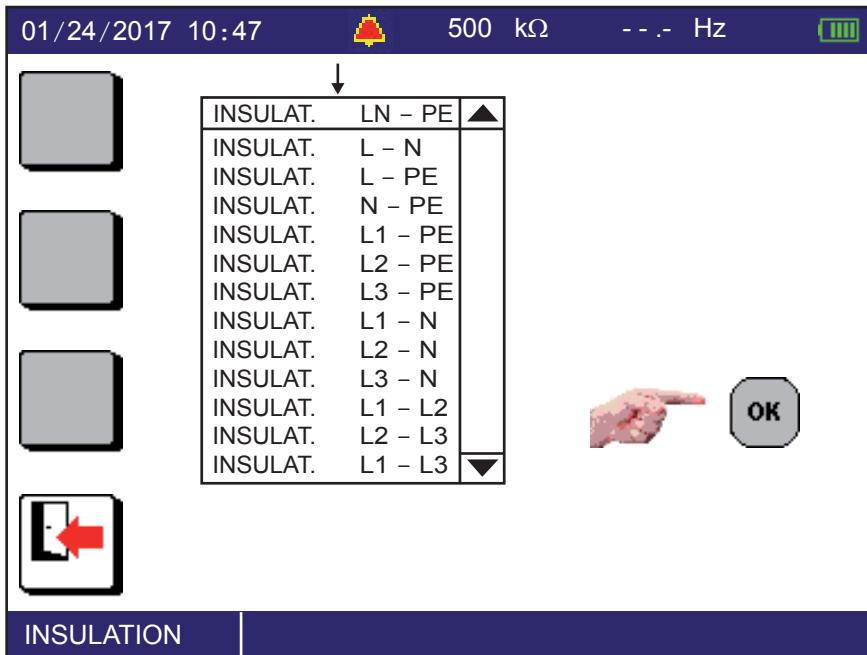 01/24/2017 10:47 500 kΩ - - .- Hz
INSULAT. LN – PE
INSULAT. L – N
INSULAT. L – PE
INSULAT. N – PE
INSULAT. L1 – PE
INSULAT. L2 – PE
INSULAT. L3 – PE
INSULAT. L1 – N
INSULAT. L2 – N
INSULAT. L3 – N
INSULAT. L1 – L2
INSULAT. L2 – L3
INSULAT. L1 – L3
OK
INSULATION